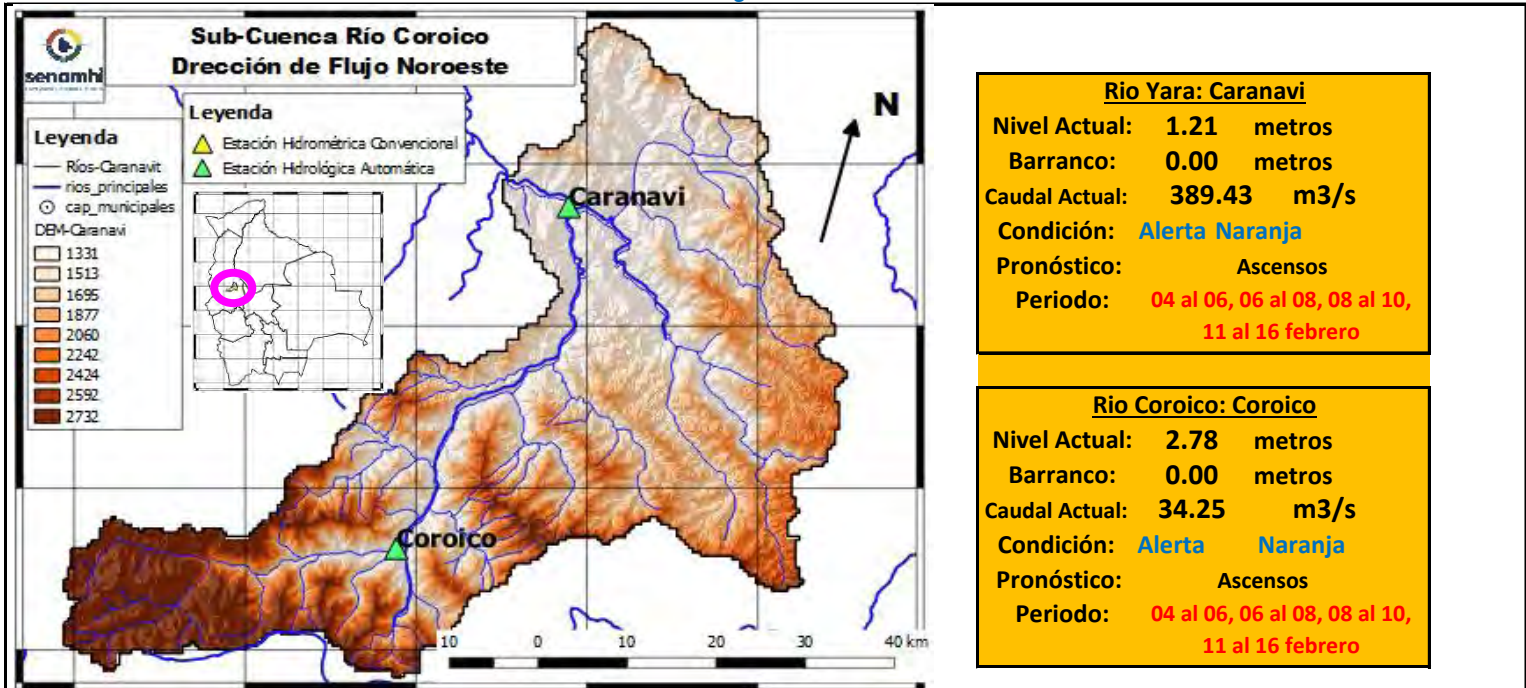 senamhi
Sub-Cuenca Río Coroico
Drección de Flujo Noroeste
Leyenda
Estación Hidrométrica Convencional
Estación Hidrológica Automática
Leyenda
Ríos-Caranavit
rios_principales
cap_municipales
DEM-Caranavi
1331
1513
1695
1877
2060
2242
2424
2592
2732
N
Caranavi
Coroico
10 0 10 20 30 40 km
Rio Yara: Caranavi
Nivel Actual: 1.21 metros
Barranco: 0.00 metros
Caudal Actual: 389.43 m3/s
Condición: Alerta Naranja
Pronóstico: Ascensos
Periodo: 04 al 06, 06 al 08, 08 al 10,
11 al 16 febrero
Rio Coroico: Coroico
Nivel Actual: 2.78 metros
Barranco: 0.00 metros
Caudal Actual: 34.25 m3/s
Condición: Alerta Naranja
Pronóstico: Ascensos
Periodo: 04 al 06, 06 al 08, 08 al 10,
11 al 16 febrero